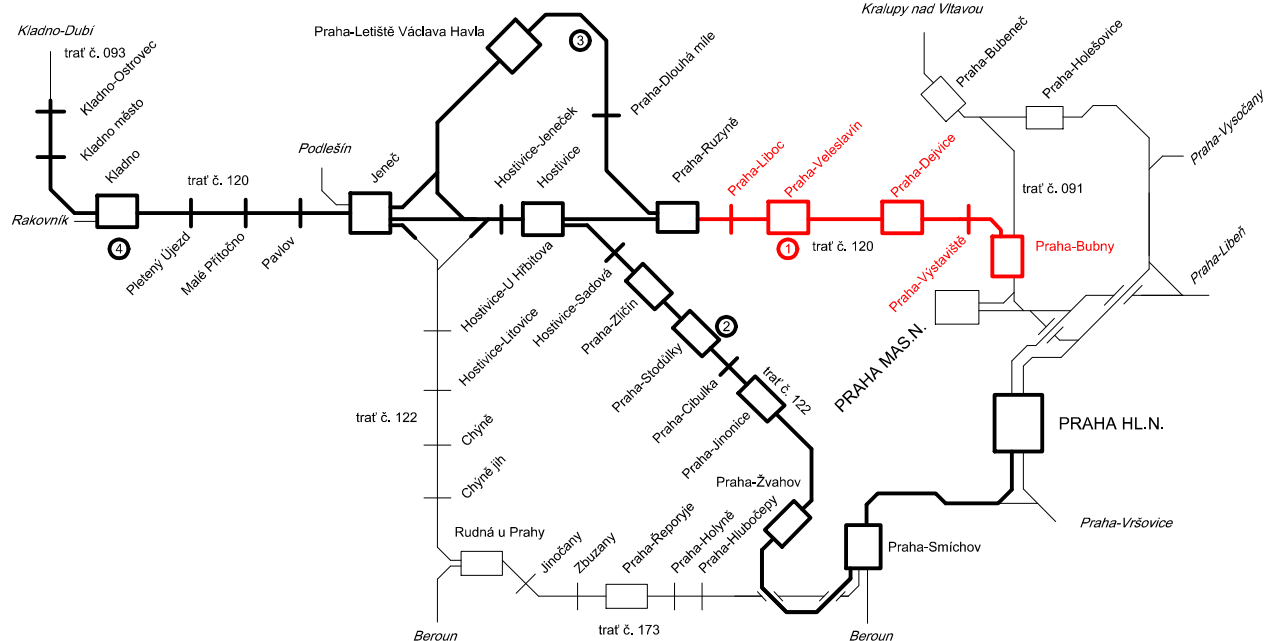 Kladno-Dubí
trať č. 093
Kladno-Ostrovec
Kladno město
Kladno
Rakovník
4
trať č. 120
Pletený Újezd
Malé Přítočno
Pavlov
Podlešín
Jeneč
Praha-Letiště Václava Havla
3
Praha-Dlouhá míle
Hostivice-Jeneček
Hostivice
Praha-Ruzyně
Praha-Liboc
Praha-Veleslavín
1
Praha-Dejvice
trať č. 120
Praha-Výstaviště
Praha-Bubny
Kralupy nad Vltavou
Praha-Bubeneč
Praha-Holešovice
Praha-Vysočany
trať č. 091
Praha-Libeň
PRAHA MAS.N.
PRAHA HL.N.
Praha-Vršovice
Hostivice-U Hřbitova
Hostivice-Litovice
trať č. 122
Chýně
Chýně jih
Hostivice-Sadová
Praha-Zličín
2
Praha-Stodůlky
Praha-Cibulka
trať č. 122
Praha-Jinonice
Praha-Žvahov
Praha-Smíchov
Rudná u Prahy
Jinočany
Zbuzany
Praha-Řeporyje
Praha-Holyně
Praha-Hlubočepy
trať č. 173
Beroun
Beroun